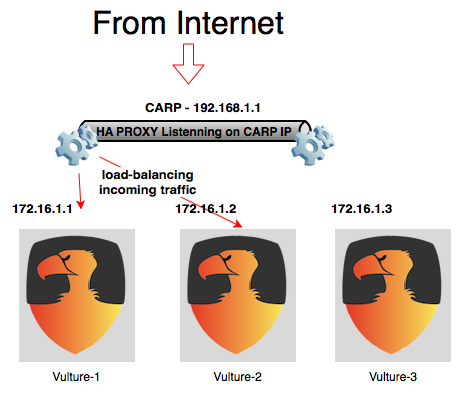 From Internet
CARP - 192.168.1.1
HA PROXY Listenning on CARP IP
load-balancing
incoming traffic
172.16.1.1
172.16.1.2
172.16.1.3
Vulture-1
Vulture-2
Vulture-3